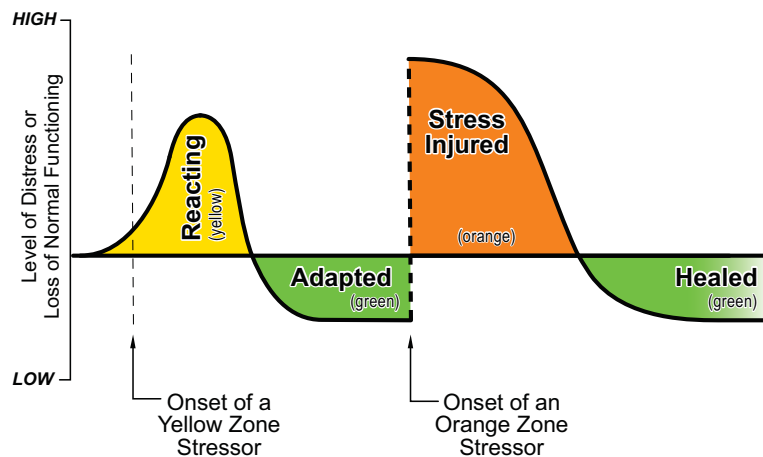 HIGH
Level of Distress or
Loss of Normal Functioning
LOW
Reacting
(yellow)
Adapted
(green)
Stress
Injured
(orange)
Healed
(green)
Onset of a
Yellow Zone
Stressor
Onset of an
Orange Zone
Stressor